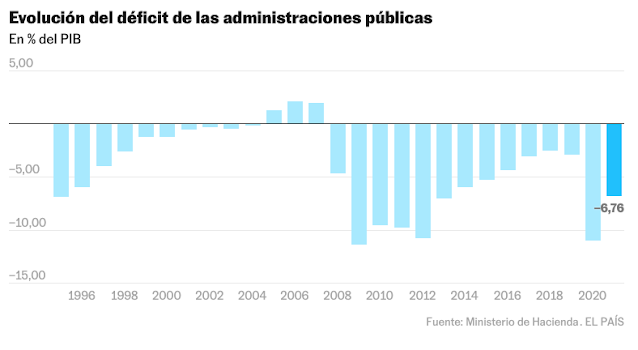 Evolución del déficit de las administraciones públicas
En % del PIB
5,00
−5,00
−10,00
−15,00
−6,76
1996 1998 2000 2002 2004 2006 2008 2010 2012 2014 2016 2018 2020
Fuente: Ministerio de Hacienda. EL PAÍS